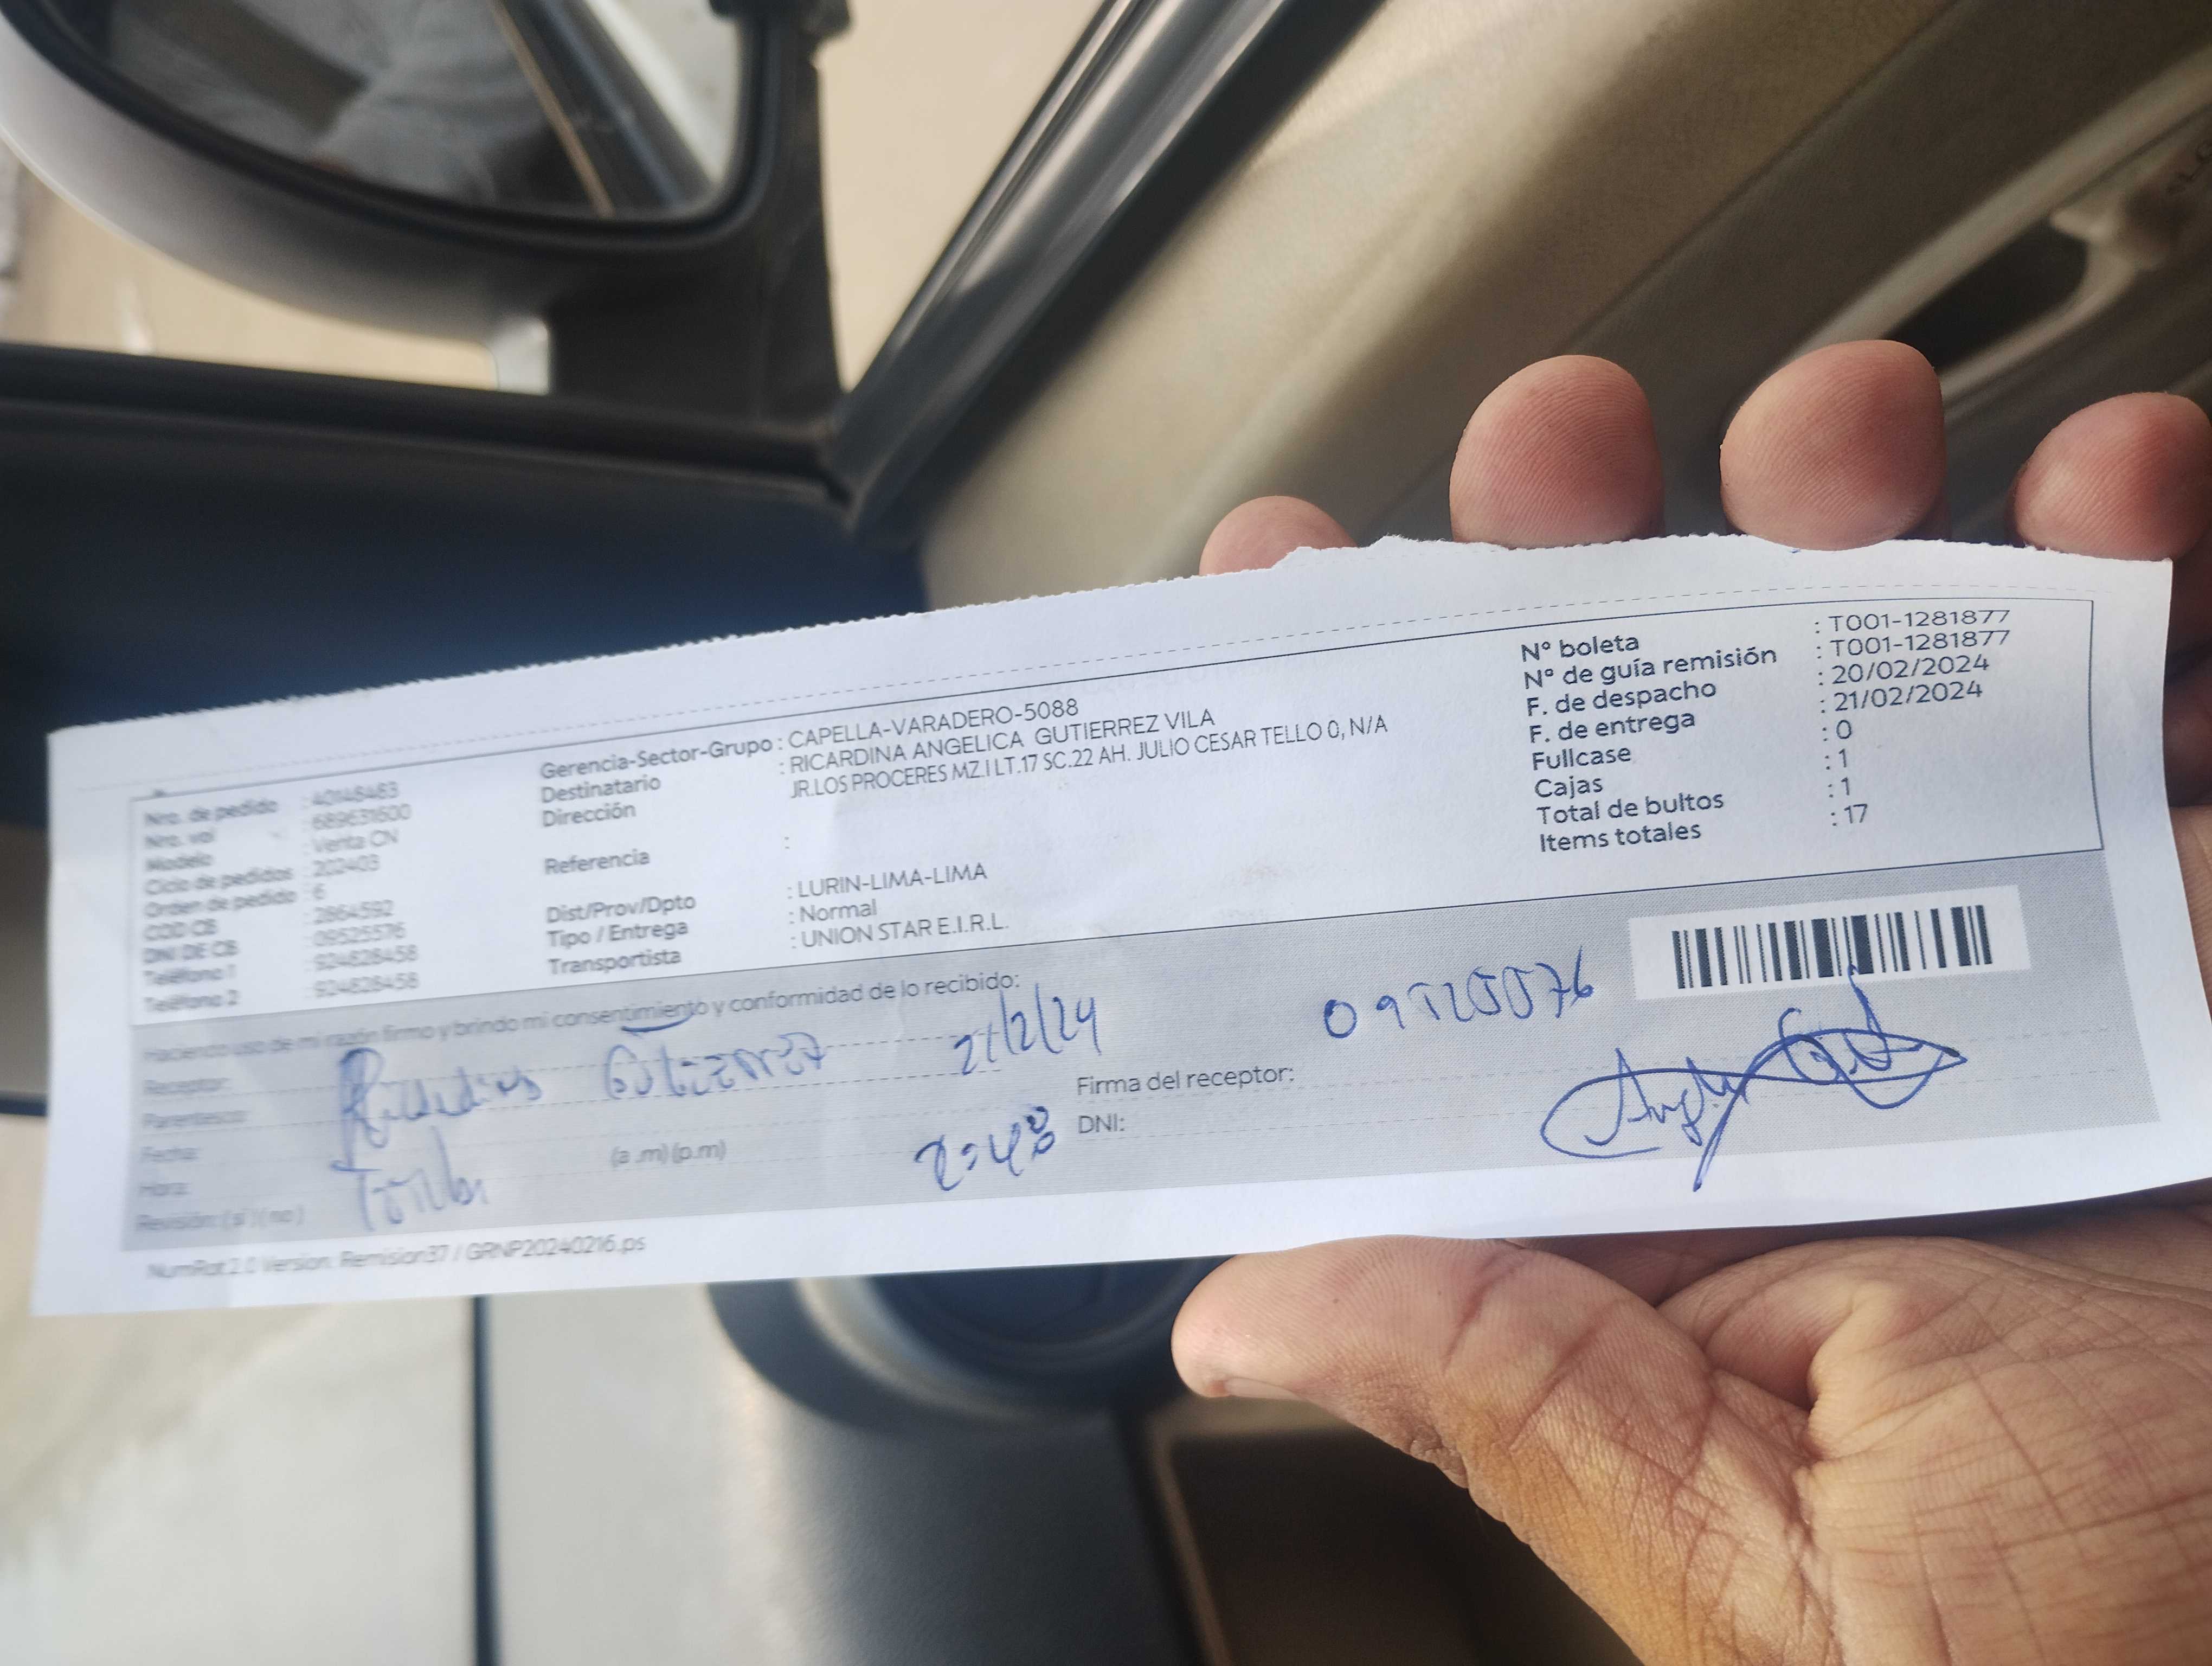 Nro. de pedido : 40148483
Nro. vol : 689631600
Modelo : Venta CN
Ciclo de pedidos : 202403
Orden de pedido : 6
COD CB : 2864592
DNI DE CB : 09525576
Teléfono 1 : 924828458
Teléfono 2 : 924828458
Gerencia-Sector-Grupo : CAPELLA-VARADERO-5088
Destinatario : RICARDINA ANGELICA GUTIERREZ VILA
Dirección JR.LOS PROCERES MZ.I LT.17 SC.22 AH. JULIO CESAR TELLO 0, N/A
Referencia :
Dist/Prov/Dpto : LURIN-LIMA-LIMA
Tipo / Entrega : Normal
Transportista : UNION STAR E.I.R.L.
N° boleta : T001-1281877
N° de guía remisión : T001-1281877
F. de despacho : 20/02/2024
F. de entrega : 21/02/2024
Fullcase : 0
Cajas : 1
Total de bultos : 1
Items totales : 17
Haciendo uso de mi razón firmo y brindo mi consentimiento y conformidad de lo recibido:
Receptor:
Parentesco:
Fecha:
Hora: (a .m) (p.m)
Revisión: ( si ) ( no )
Gutierrez
21/2/24
09525576
Firma del receptor:
DNI:
NumRot2.0 Version: Remision37 / GRNP20240216.ps